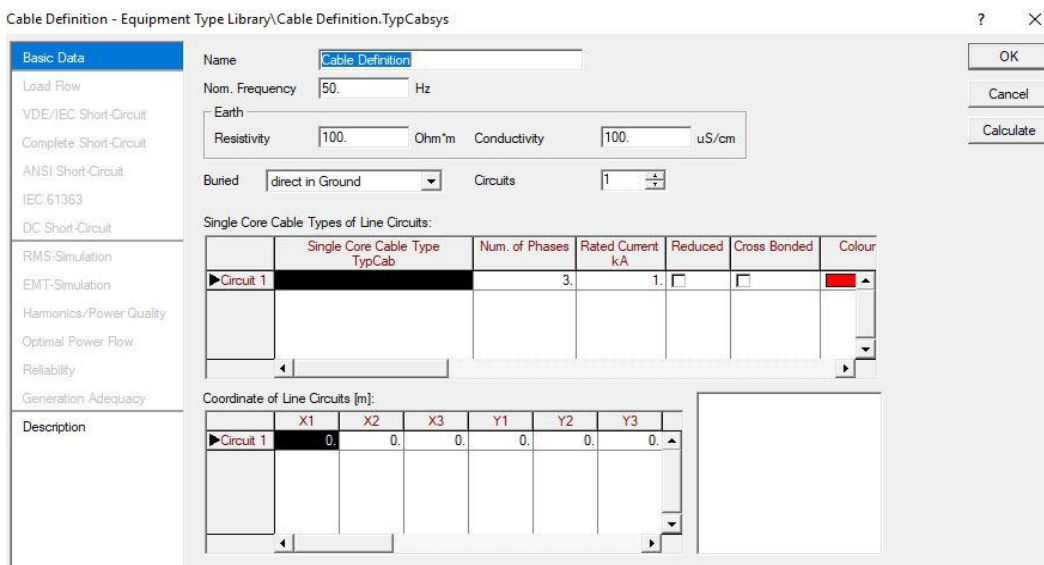 Cable Definition - Equipment Type Library\Cable Definition.TypCabsys ? ×
Basic Data
Load Flow
VDE/IEC Short-Circuit
Complete Short-Circuit
ANSI Short-Circuit
IEC 61363
DC Short-Circuit
RMS-Simulation
EMT-Simulation
Harmonics/Power Quality
Optimal Power Flow
Reliability
Generation Adequacy
Description
Name Cable Definition
Nom. Frequency 50. Hz
Earth
Resistivity 100. Ohm*m Conductivity 100. uS/cm
Buried direct in Ground Circuits 1
Single Core Cable Types of Line Circuits:
Single Core Cable Type Num. of Phases Rated Current Reduced Cross Bonded Colour
TypCab kA
Circuit 1 3. 1.
Coordinate of Line Circuits [m]:
X1 X2 X3 Y1 Y2 Y3
Circuit 1 0. 0. 0. 0. 0. 0.
OK
Cancel
Calculate